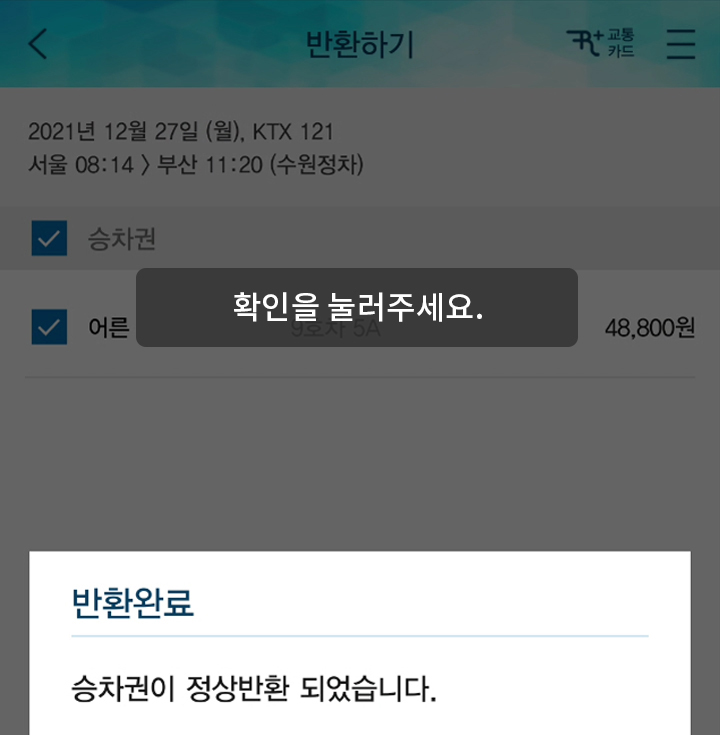 반환하기
교통
카드
2021년 12월 27일 (월), KTX 121
서울 08:14 〉 부산 11:20 (수원정차)
승차권
확인을 눌러주세요.
어른 9호차 5A 48,800원
반환완료
승차권이 정상반환 되었습니다.